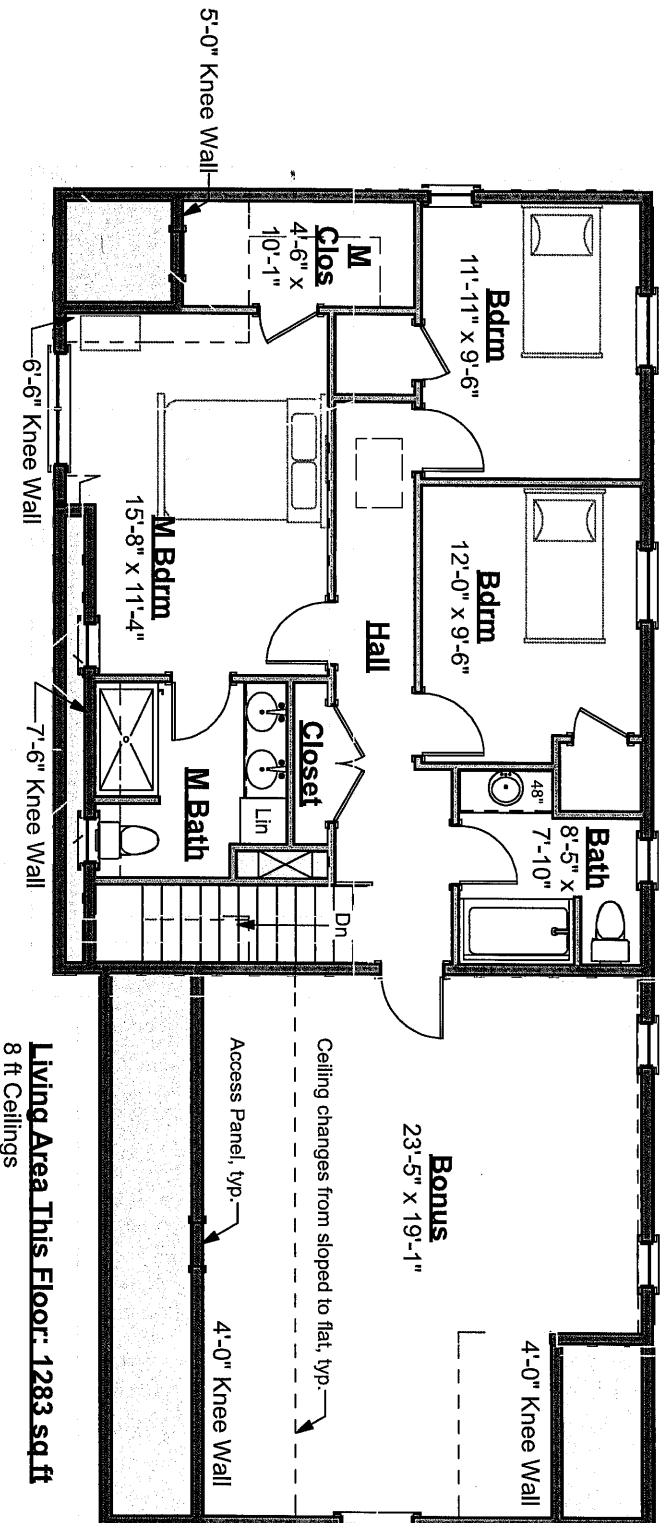 5'-0" Knee Wall
M
Clos
4'-6" x
10'-1"
Bdrm
11'-11" x 9'-6"
6'-6" Knee Wall
M Bdrm
15'-8" x 11'-4"
Hall
Bdrm
12'-0" x 9'-6"
7'-6" Knee Wall
M Bath
Closet
Lin
48"
Bath
8'-5" x
7'-10"
Dn
Bonus
23'-5" x 19'-1"
Ceiling changes from sloped to flat, typ.
Access Panel, typ.
4'-0" Knee Wall
4'-0" Knee Wall
Living Area This Floor: 1283 sq ft
8 ft Ceilings